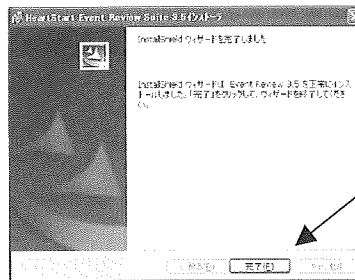 HeartStart Event Review Suite 3.5インストーラ
InstallShield ウィザードを完了しました
InstallShield ウィザードは、Event Review 3.5 を正常にインス
トールしました。「完了」をクリックして、ウィザードを終了してくださ
い。
完了(F)